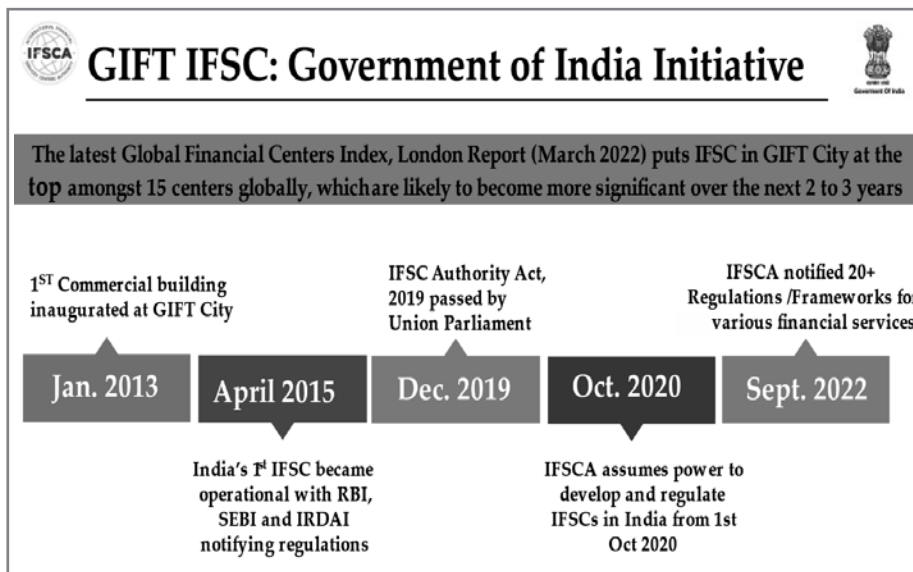 IFSCA
GIFT IFSC: Government of India Initiative
Government Of India
The latest Global Financial Centers Index, London Report (March 2022) puts IFSC in GIFT City at the
top amongst 15 centers globally, which are likely to become more significant over the next 2 to 3 years
1ST Commercial building
inaugurated at GIFT City
IFSC Authority Act,
2019 passed by
Union Parliament
IFSCA notified 20+
Regulations /Frameworks for
various financial services
Jan. 2013
April 2015
Dec. 2019
Oct. 2020
Sept. 2022
India's 1st IFSC became
operational with RBI,
SEBI and IRDAI
notifying regulations
IFSCA assumes power to
develop and regulate
IFSCs in India from 1st
Oct 2020